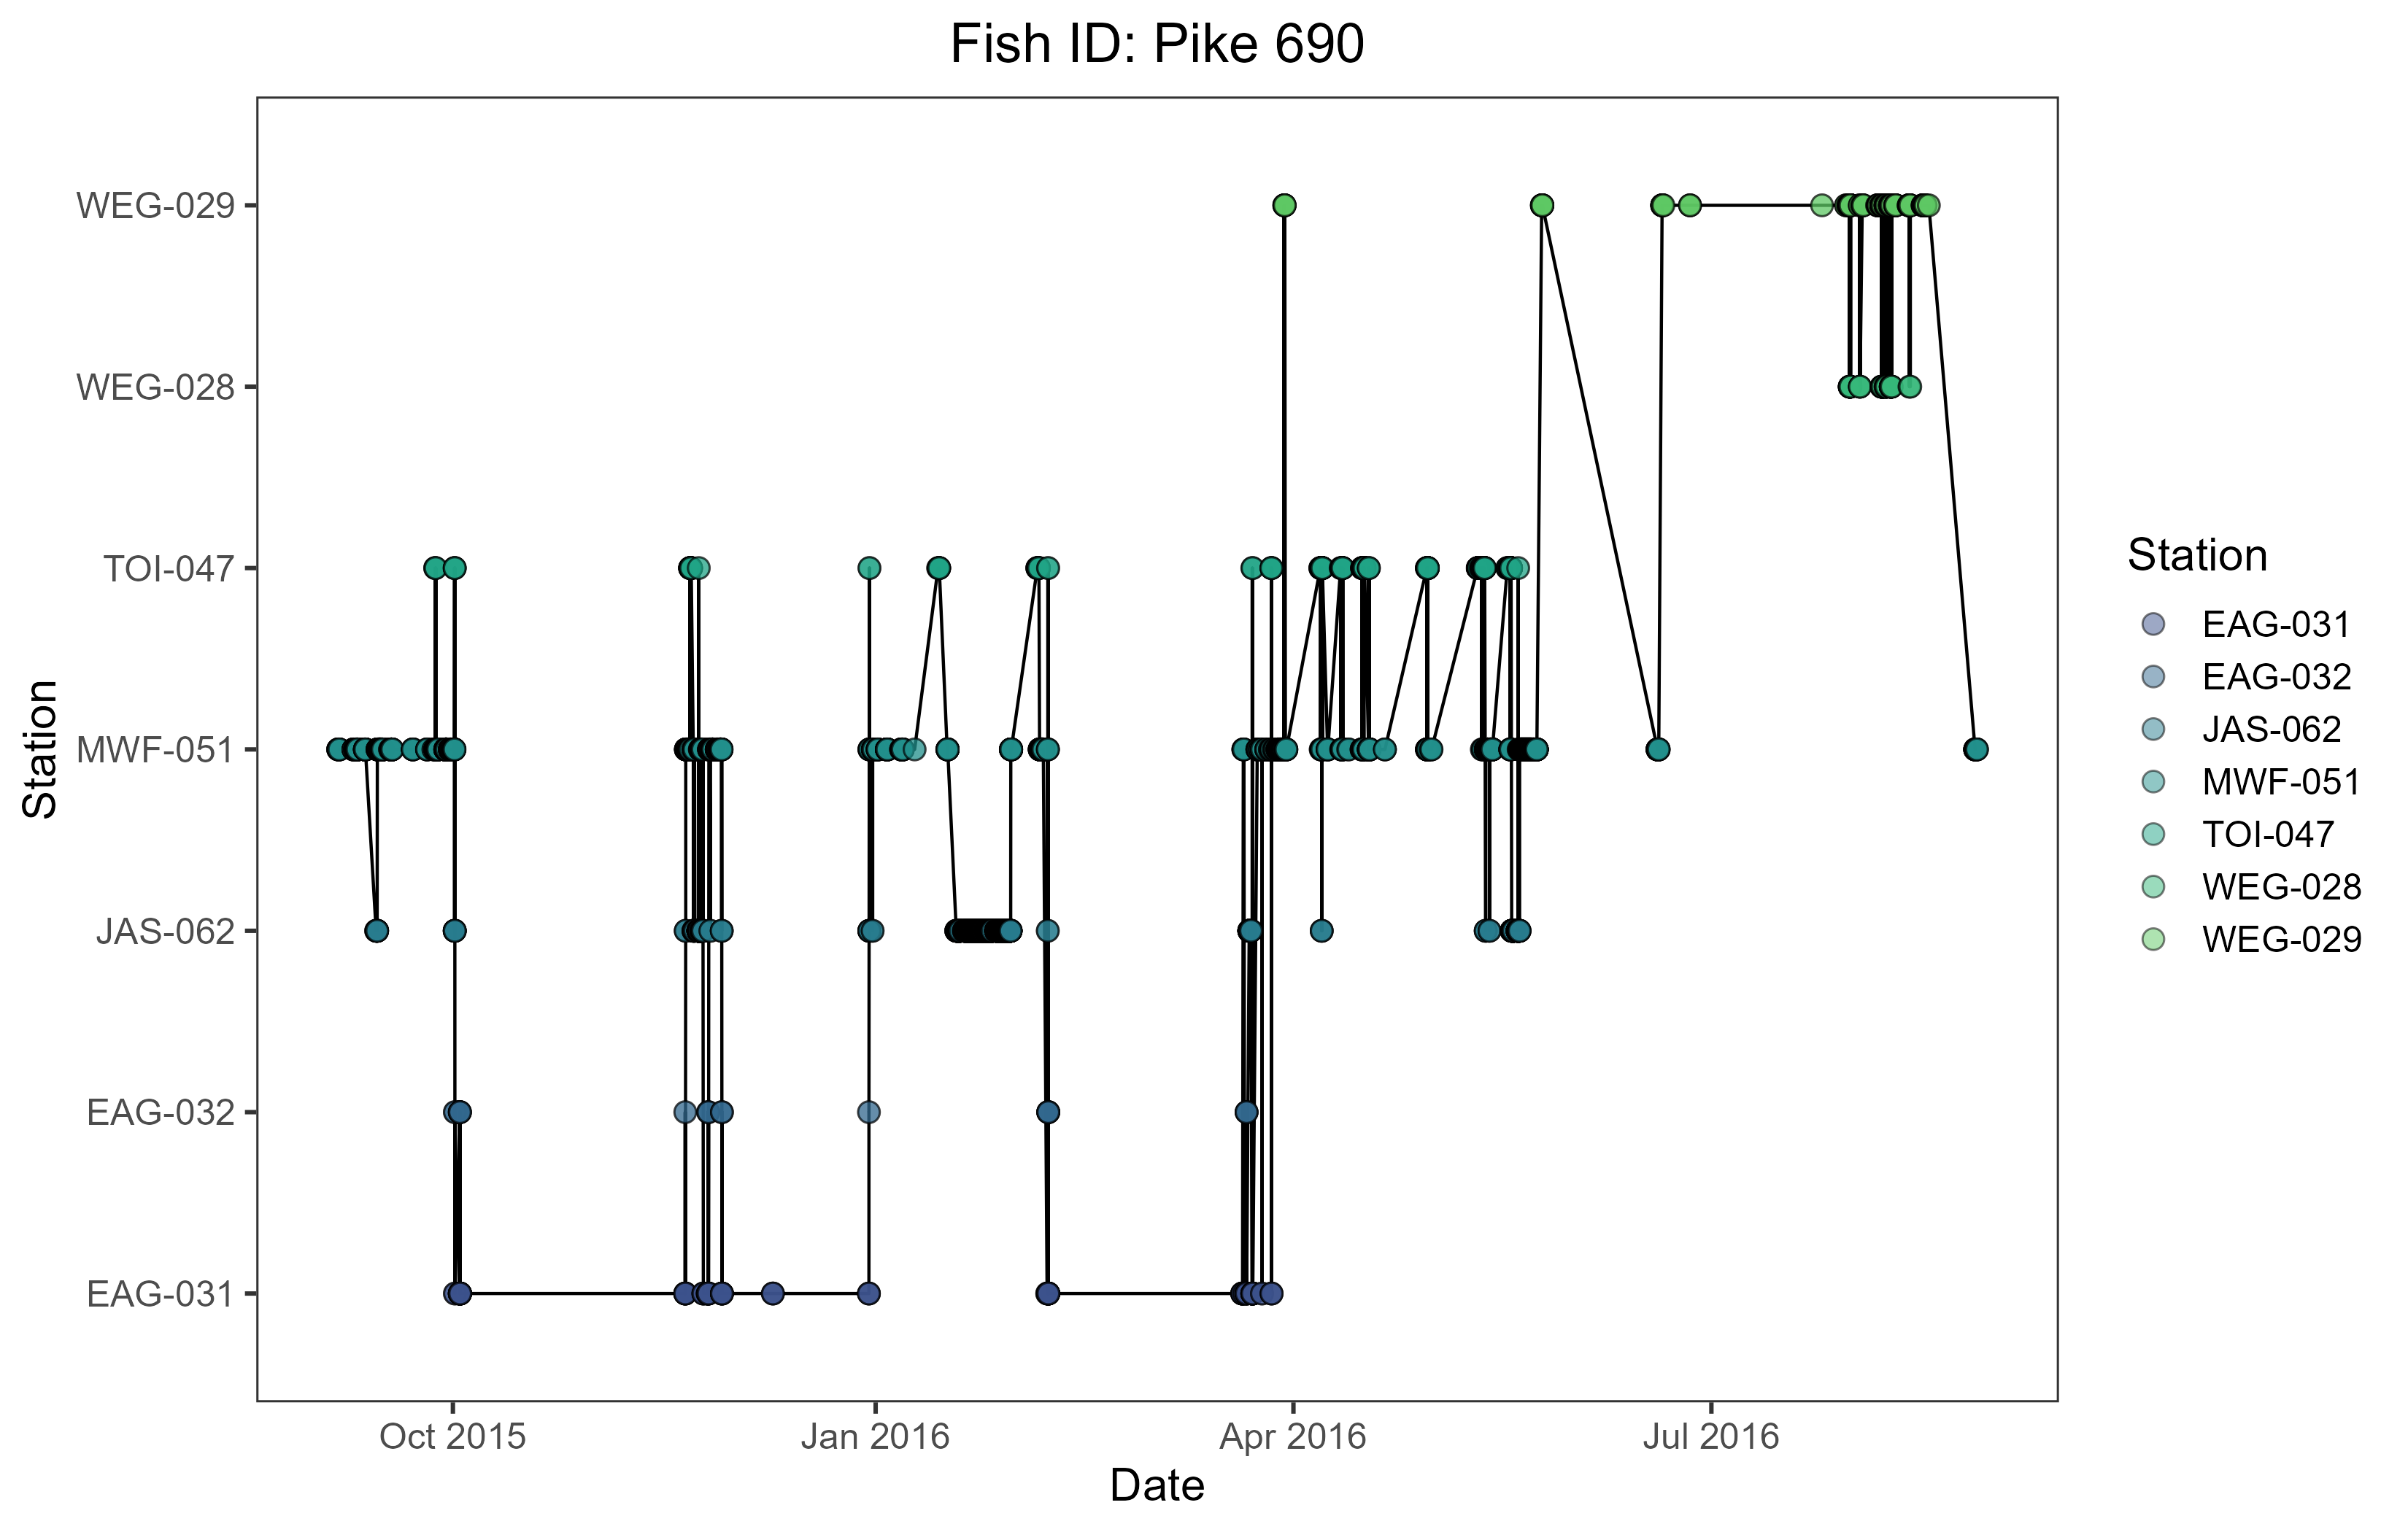 Fish ID: Pike 690
WEG-029
WEG-028
TOI-047
MWF-051
JAS-062
EAG-032
EAG-031
Station
Oct 2015
Jan 2016
Apr 2016
Jul 2016
Date
Station
EAG-031
EAG-032
JAS-062
MWF-051
TOI-047
WEG-028
WEG-029